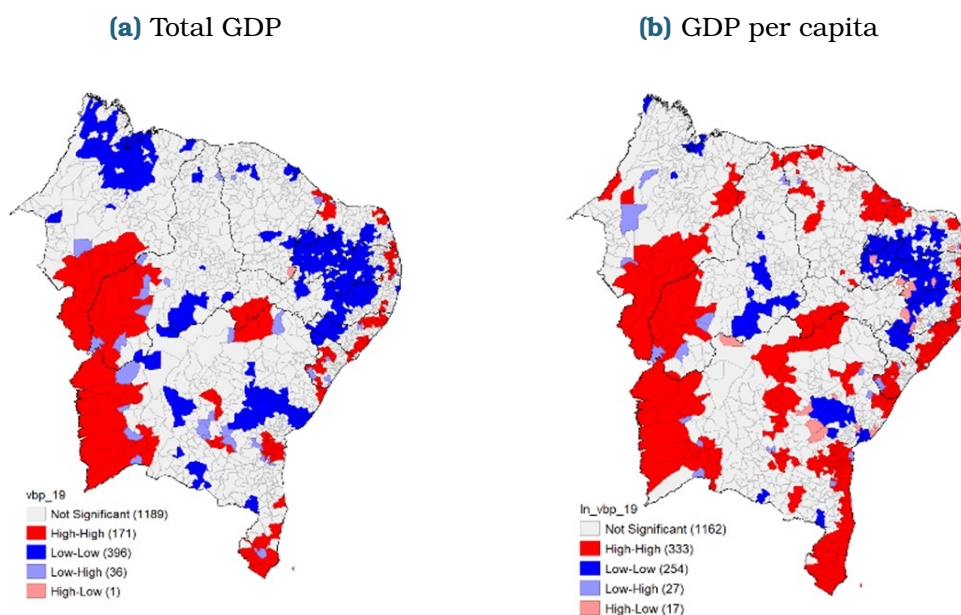 (a) Total GDP
(b) GDP per capita
vbp_19
Not Significant (1189)
High-High (171)
Low-Low (396)
Low-High (36)
High-Low (1)
ln_vbp_19
Not Significant (1162)
High-High (333)
Low-Low (254)
Low-High (27)
High-Low (17)